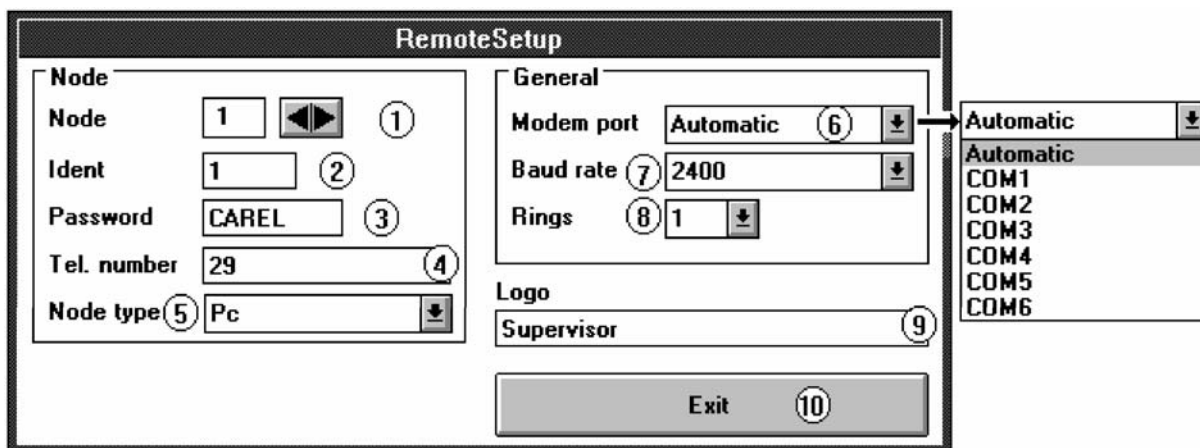 RemoteSetup
Node
Node 1 ①
Ident 1 ②
Password CAREL ③
Tel. number 29 ④
Node type ⑤ Pc
General
Modem port Automatic ⑥
Baud rate ⑦ 2400
Rings ⑧ 1
Logo
Supervisor ⑨
Exit ⑩
Automatic
Automatic
COM1
COM2
COM3
COM4
COM5
COM6